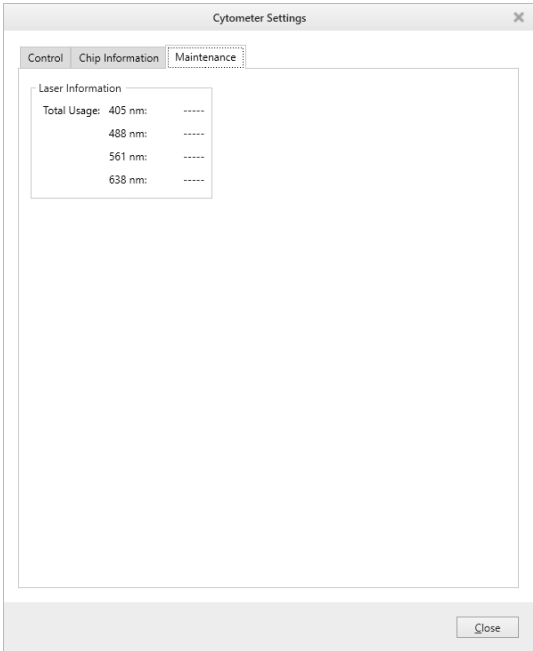 Cytometer Settings
Control Chip Information Maintenance
Laser Information
Total Usage: 405 nm: -----
488 nm: -----
561 nm: -----
638 nm: -----
Close